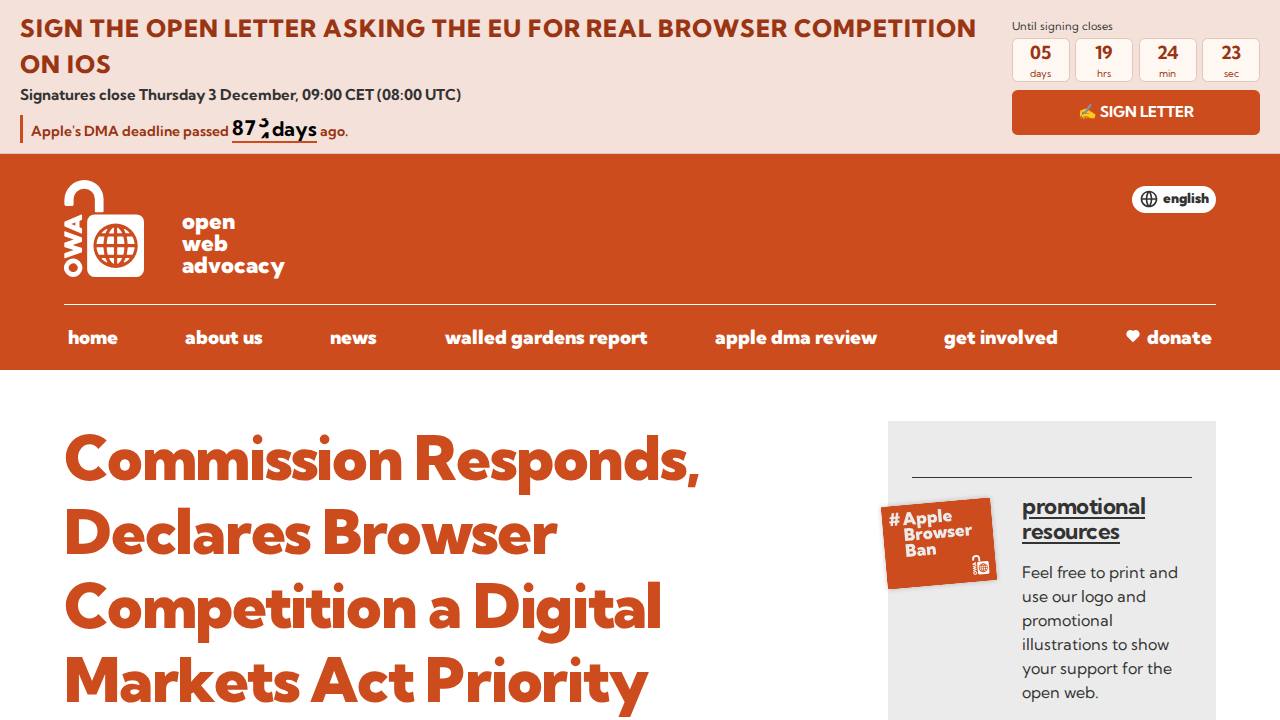 SIGN THE OPEN LETTER ASKING THE EU FOR REAL BROWSER COMPETITION
ON IOS
Signatures close Thursday 3 December, 09:00 CET (08:00 UTC)
Apple's DMA deadline passed 87 days ago.
Until signing closes
05 19 24 23
days hrs min sec
✍️ SIGN LETTER
OWA
open
web
advocacy
english
home about us news walled gardens report apple dma review get involved donate
Commission Responds,
Declares Browser
Competition a Digital
Markets Act Priority
#Apple
Browser
Ban
OWA
promotional
resources
Feel free to print and
use our logo and
promotional
illustrations to show
your support for the
open web.